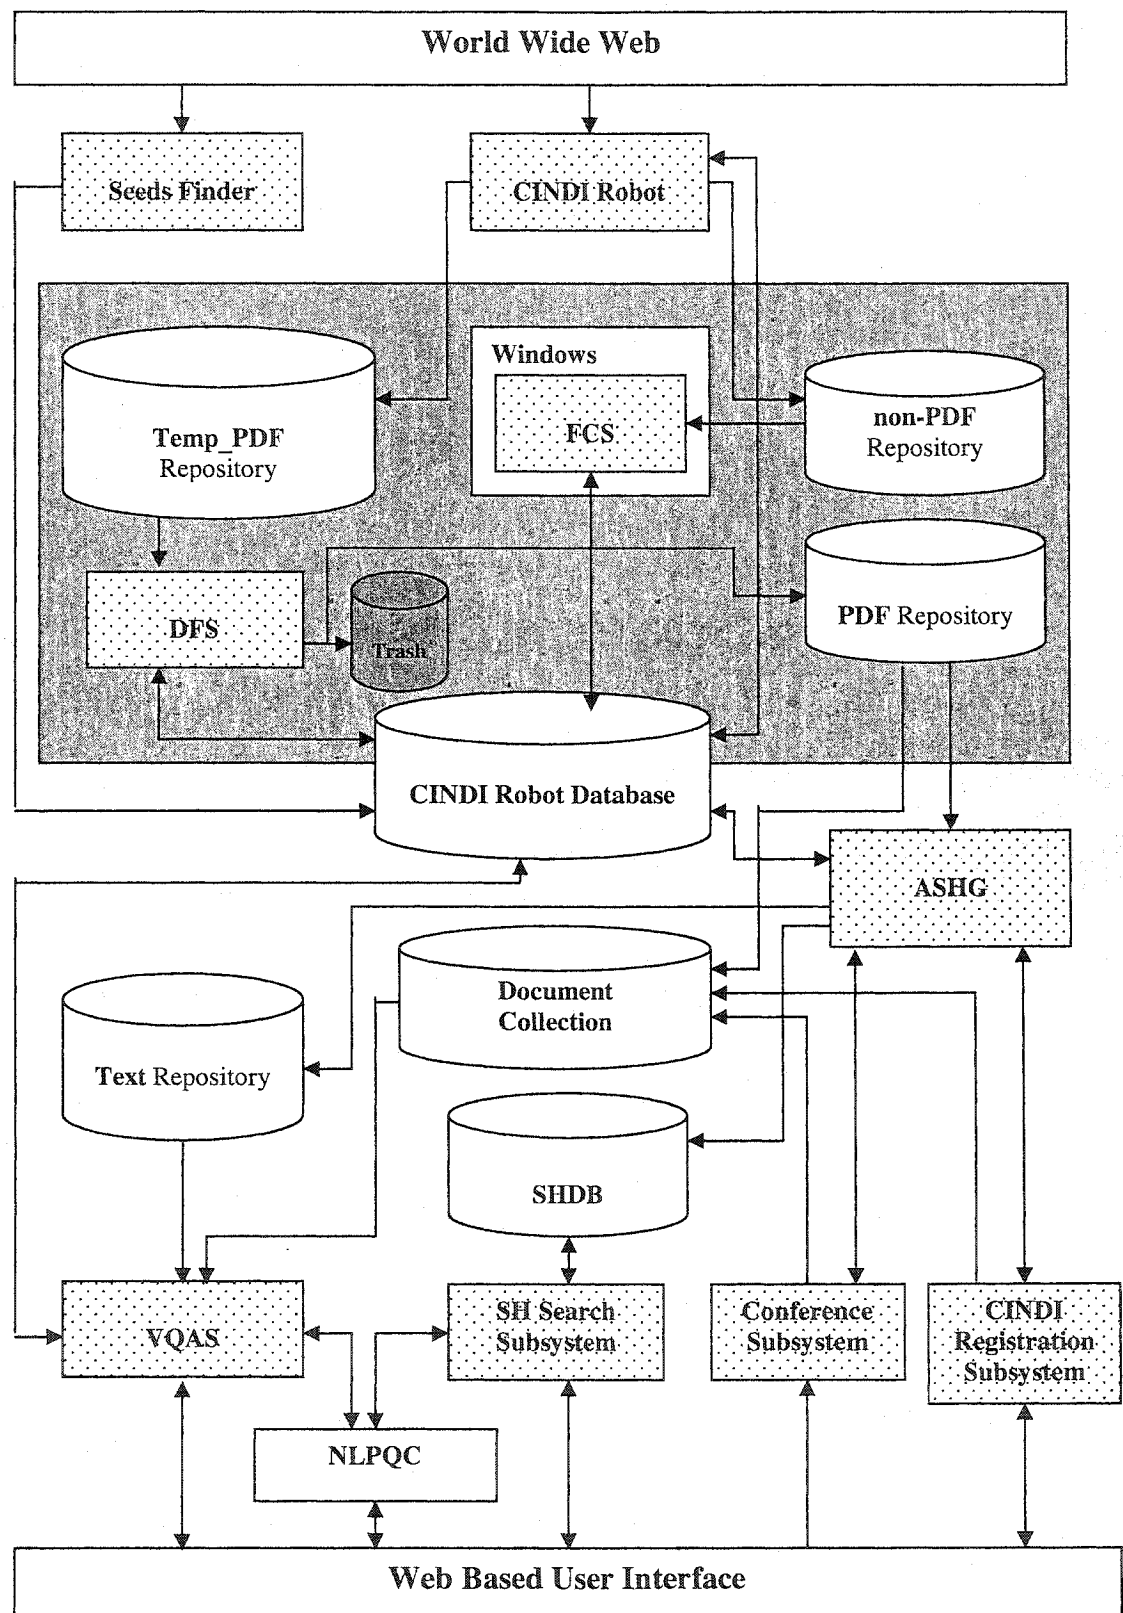 World Wide Web
Seeds Finder
CINDI Robot
Windows
FCS
non-PDF
Repository
Temp_PDF
Repository
DFS
Trash
PDF Repository
CINDI Robot Database
ASHG
Document
Collection
Text Repository
SHDB
VQAS
SH Search
Subsystem
Conference
Subsystem
CINDI
Registration
Subsystem
NLPQC
Web Based User Interface